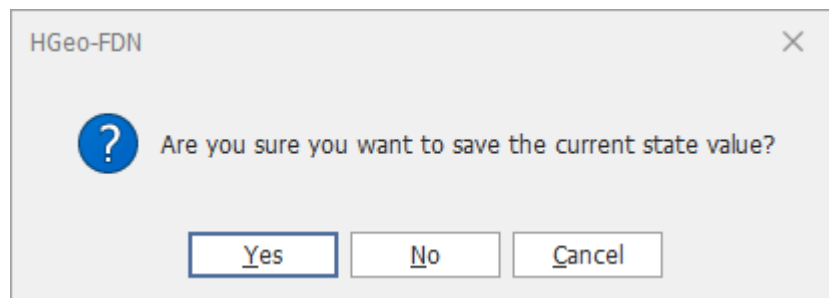 HGeo-FDN
Are you sure you want to save the current state value?
Yes No Cancel